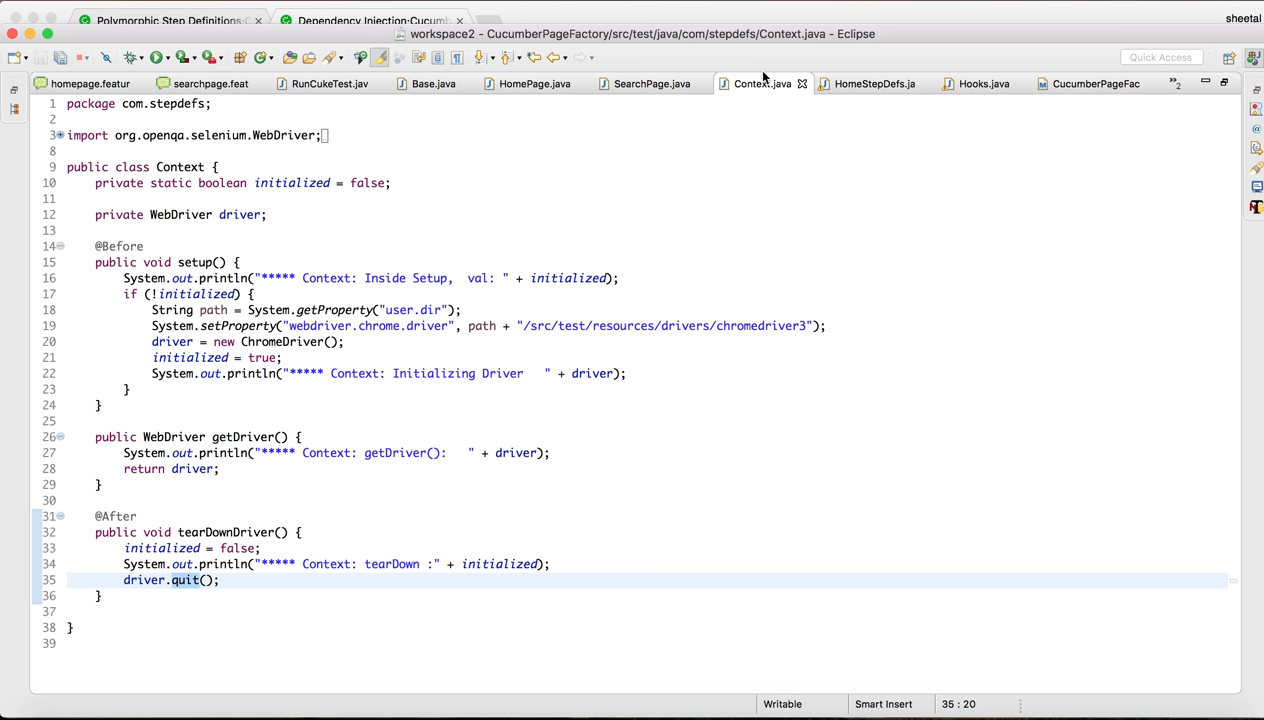 Polymorphic Step Definitions·C
Dependency Injection·Cucumb
sheetal
workspace2 - CucumberPageFactory/src/test/java/com/stepdefs/Context.java - Eclipse
Quick Access
homepage.featur
searchpage.feat
RunCukeTest.jav
Base.java
HomePage.java
SearchPage.java
Context.java
HomeStepDefs.ja
Hooks.java
CucumberPageFac
»2
1 package com.stepdefs;
2
3 import org.openqa.selenium.WebDriver;
8
9 public class Context {
10 private static boolean initialized = false;
11
12 private WebDriver driver;
13
14 @Before
15 public void setup() {
16 System.out.println("***** Context: Inside Setup,  val: " + initialized);
17 if (!initialized) {
18 String path = System.getProperty("user.dir");
19 System.setProperty("webdriver.chrome.driver", path + "/src/test/resources/drivers/chromedriver3");
20 driver = new ChromeDriver();
21 initialized = true;
22 System.out.println("***** Context: Initializing Driver   " + driver);
23 }
24 }
25
26 public WebDriver getDriver() {
27 System.out.println("***** Context: getDriver():   " + driver);
28 return driver;
29 }
30
31 @After
32 public void tearDownDriver() {
33 initialized = false;
34 System.out.println("***** Context: tearDown :" + initialized);
35 driver.quit();
36 }
37
38 }
39
Writable
Smart Insert
35 : 20